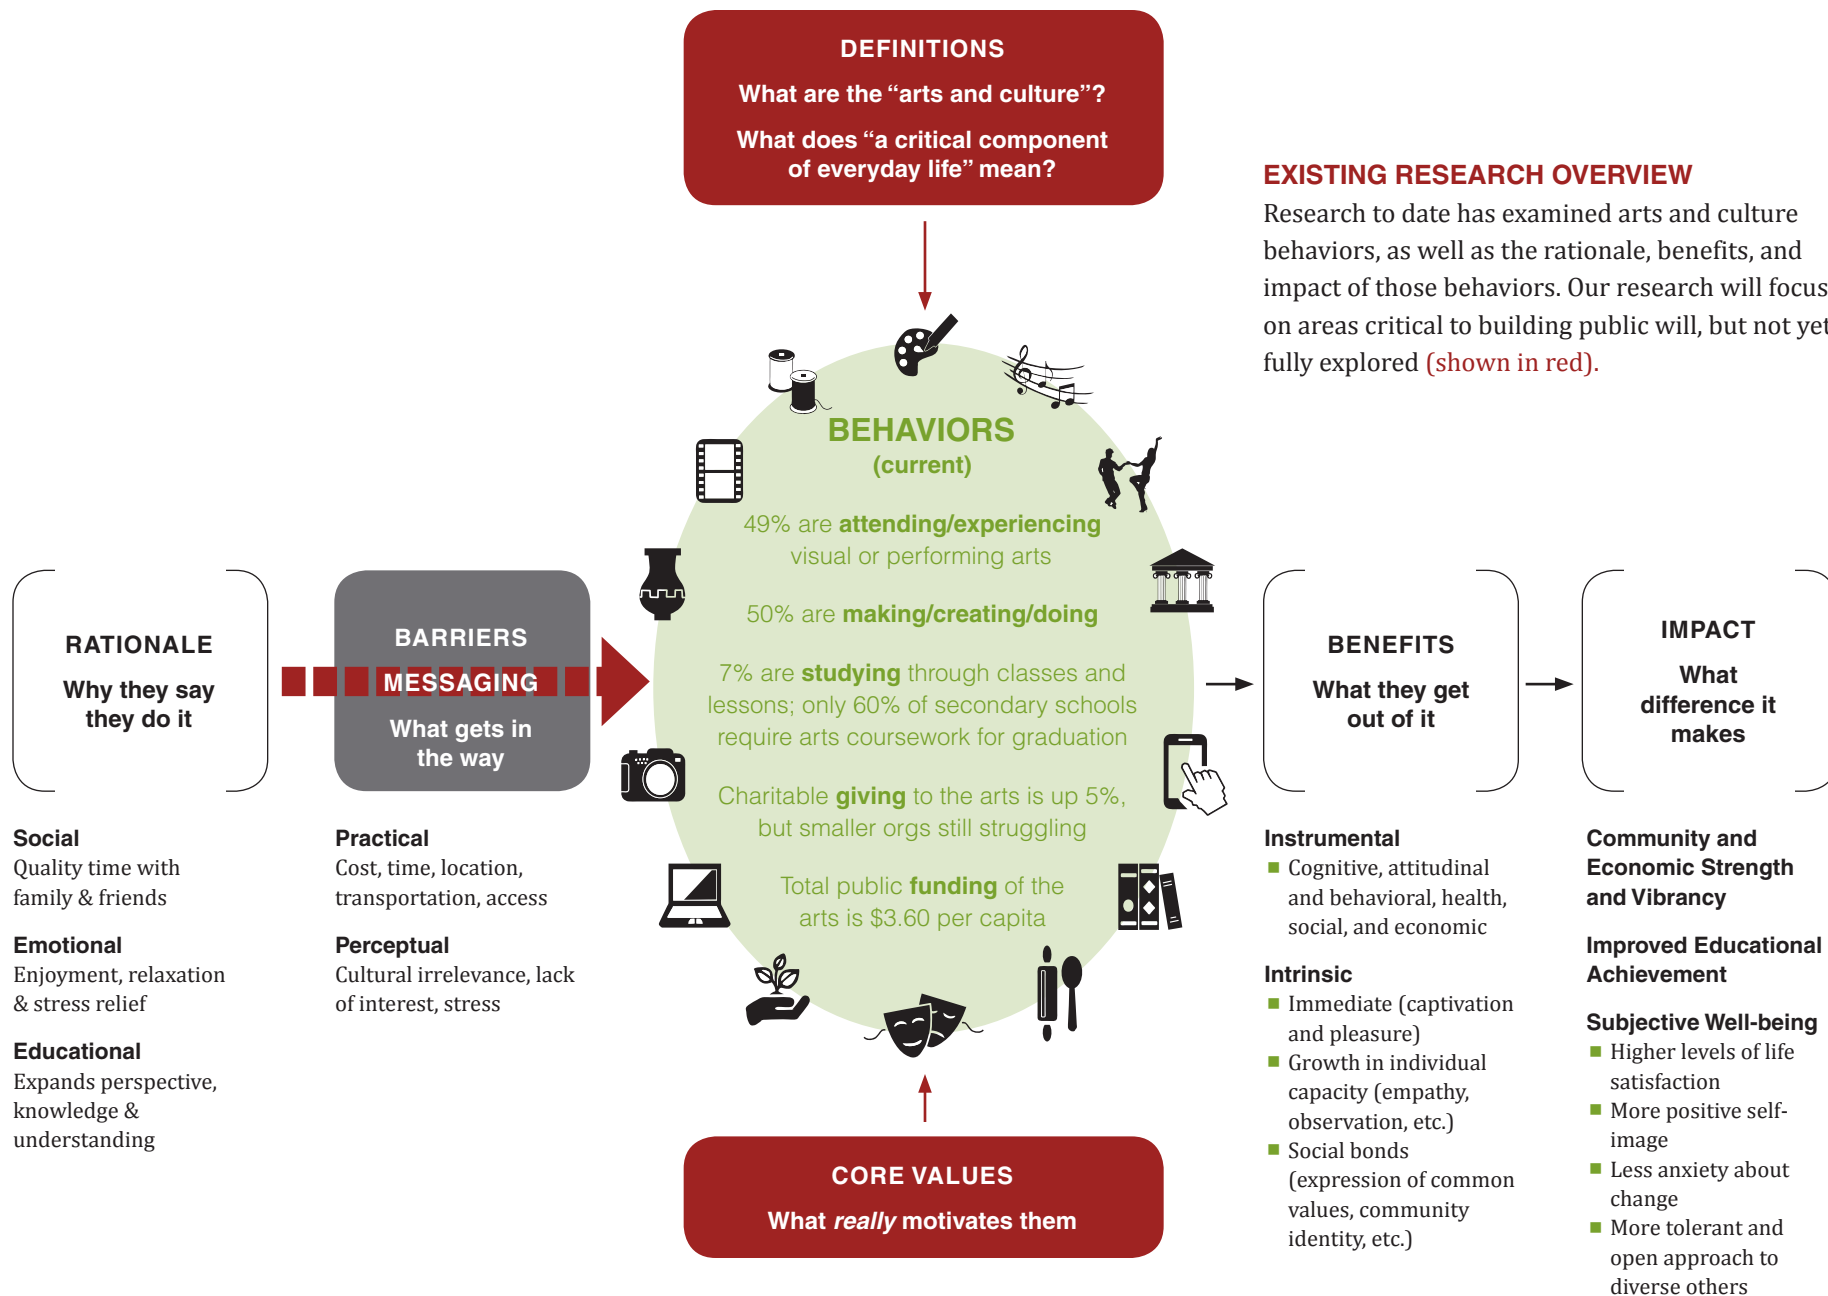 DEFINITIONS
What are the “arts and culture”?
What does “a critical component
of everyday life” mean?
EXISTING RESEARCH OVERVIEW
Research to date has examined arts and culture
behaviors, as well as the rationale, benefits, and
impact of those behaviors. Our research will focus
on areas critical to building public will, but not yet
fully explored (shown in red).
RATIONALE
Why they say
they do it
Social
Quality time with
family & friends
Emotional
Enjoyment, relaxation
& stress relief
Educational
Expands perspective,
knowledge &
understanding
BARRIERS
MESSAGING
What gets in
the way
Practical
Cost, time, location,
transportation, access
Perceptual
Cultural irrelevance, lack
of interest, stress
BEHAVIORS
(current)
49% are attending/experiencing
visual or performing arts
50% are making/creating/doing
7% are studying through classes and
lessons; only 60% of secondary schools
require arts coursework for graduation
Charitable giving to the arts is up 5%,
but smaller orgs still struggling
Total public funding of the
arts is $3.60 per capita
CORE VALUES
What really motivates them
BENEFITS
What they get
out of it
Instrumental
Cognitive, attitudinal
and behavioral, health,
social, and economic
Intrinsic
Immediate (captivation
and pleasure)
Growth in individual
capacity (empathy,
observation, etc.)
Social bonds
(expression of common
values, community
identity, etc.)
IMPACT
What
difference it
makes
Community and
Economic Strength
and Vibrancy
Improved Educational
Achievement
Subjective Well-being
Higher levels of life
satisfaction
More positive self-
image
Less anxiety about
change
More tolerant and
open approach to
diverse others